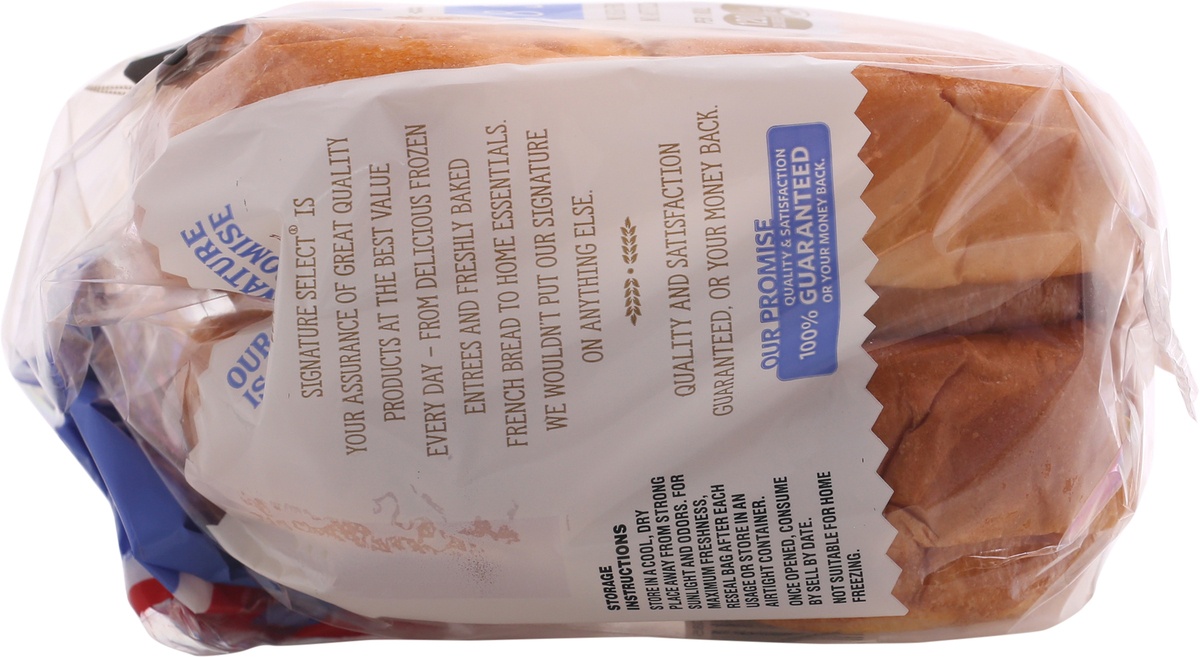 OUR
IS
NATURE
OMISE
SIGNATURE SELECT® IS
YOUR ASSURANCE OF GREAT QUALITY
PRODUCTS AT THE BEST VALUE
EVERY DAY – FROM DELICIOUS FROZEN
ENTREES AND FRESHLY BAKED
FRENCH BREAD TO HOME ESSENTIALS.
WE WOULDN'T PUT OUR SIGNATURE
ON ANYTHING ELSE.
QUALITY AND SATISFACTION
GUARANTEED, OR YOUR MONEY BACK.
OUR PROMISE
QUALITY & SATISFACTION
100% GUARANTEED
OR YOUR MONEY BACK.
STORAGE
INSTRUCTIONS
STORE IN A COOL, DRY
PLACE AWAY FROM STRONG
SUNLIGHT AND ODORS. FOR
MAXIMUM FRESHNESS,
RESEAL BAG AFTER EACH
USAGE OR STORE IN AN
AIRTIGHT CONTAINER.
ONCE OPENED, CONSUME
BY SELL BY DATE.
NOT SUITABLE FOR HOME
FREEZING.